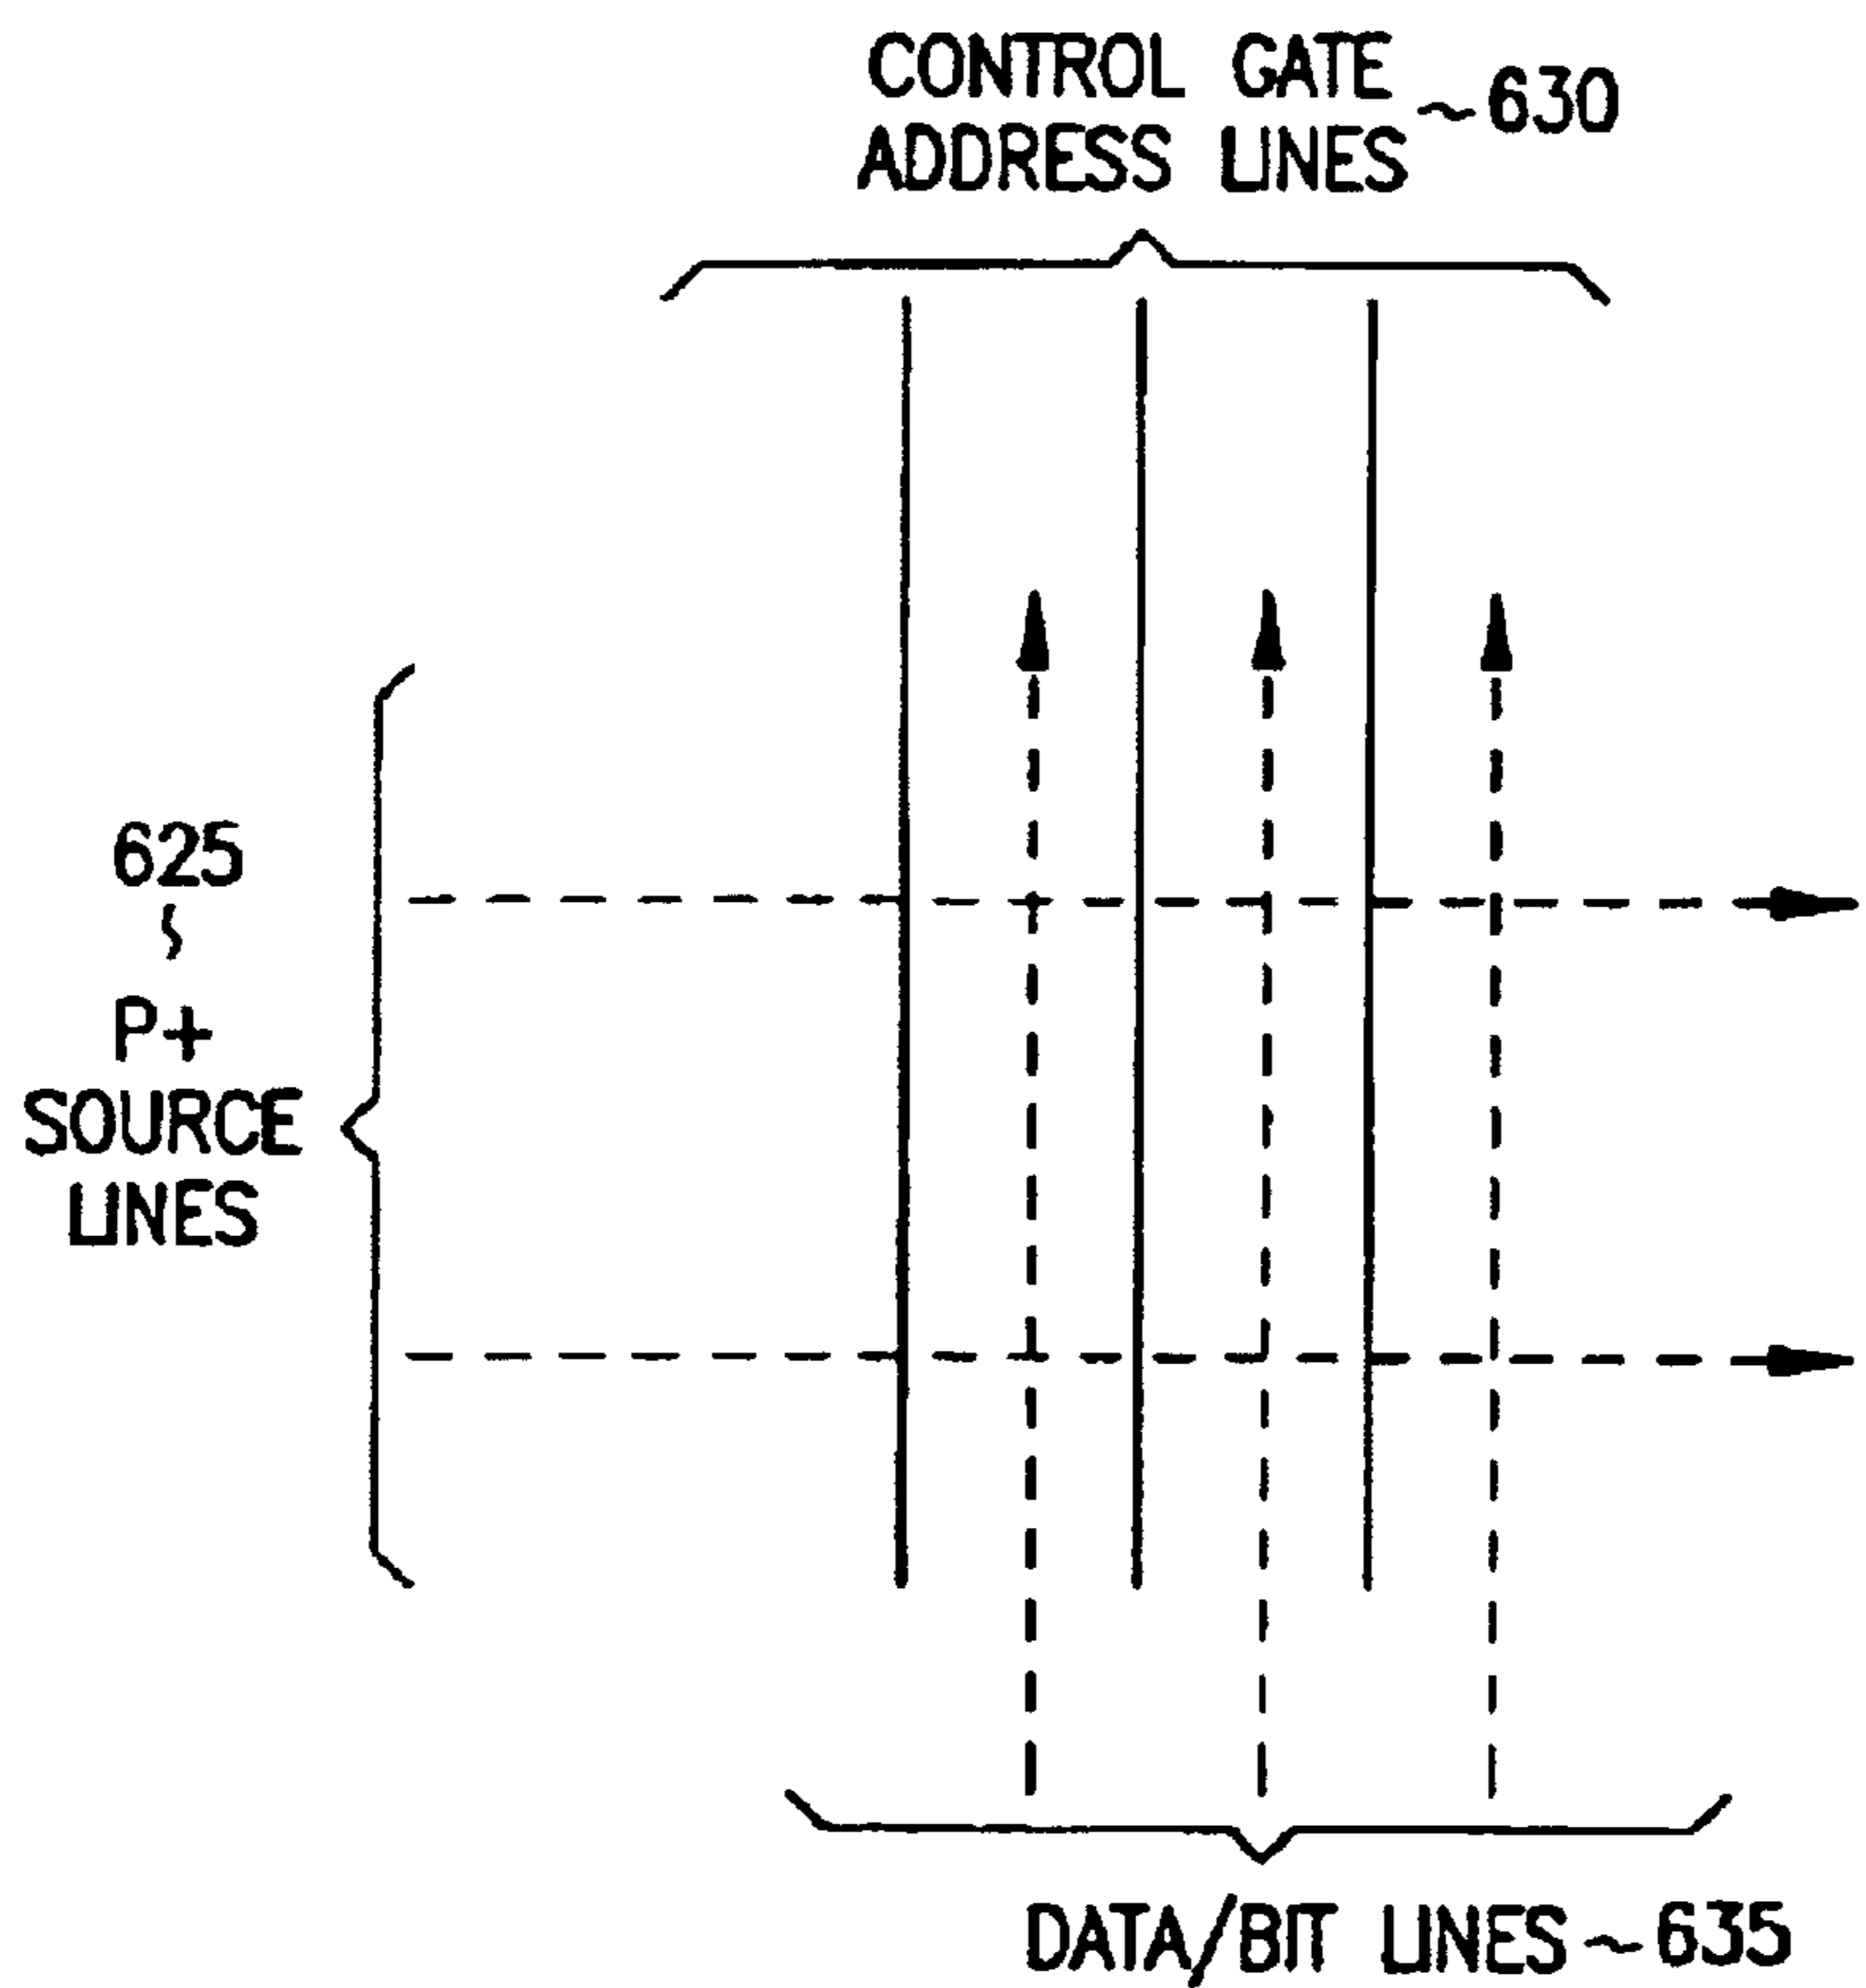 CONTROL GATE
ADDRESS LINES ~630
625
P+
SOURCE
LINES
DATA/BIT LINES ~635